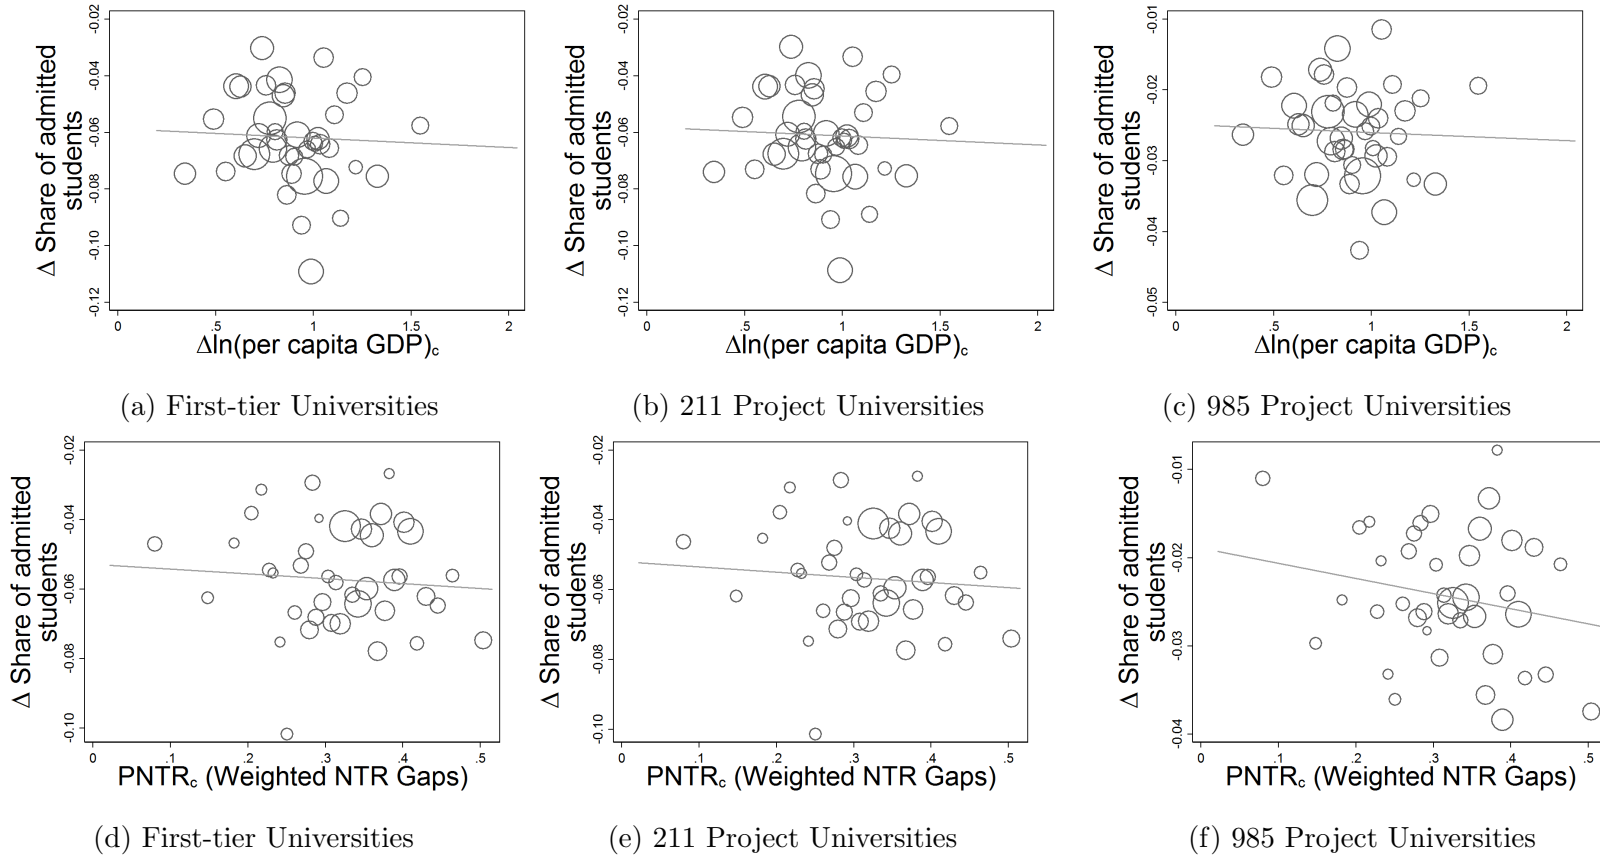 -0.02
-0.04
-0.06
-0.08
-0.10
-0.12
Δ Share of admitted
students
0 .5 1 1.5 2
Δln(per capita GDP)c
(a) First-tier Universities
-0.02
-0.04
-0.06
-0.08
-0.10
-0.12
Δ Share of admitted
students
0 .5 1 1.5 2
Δln(per capita GDP)c
(b) 211 Project Universities
-0.01
-0.02
-0.03
-0.04
-0.05
Δ Share of admitted
students
0 .5 1 1.5 2
Δln(per capita GDP)c
(c) 985 Project Universities
-0.02
-0.04
-0.06
-0.08
-0.10
Δ Share of admitted
students
0 .1 .2 .3 .4 .5
PNTRc (Weighted NTR Gaps)
(d) First-tier Universities
-0.02
-0.04
-0.06
-0.08
-0.10
Δ Share of admitted
students
0 .1 .2 .3 .4 .5
PNTRc (Weighted NTR Gaps)
(e) 211 Project Universities
-0.01
-0.02
-0.03
-0.04
Δ Share of admitted
students
0 .1 .2 .3 .4 .5
PNTRc (Weighted NTR Gaps)
(f) 985 Project Universities